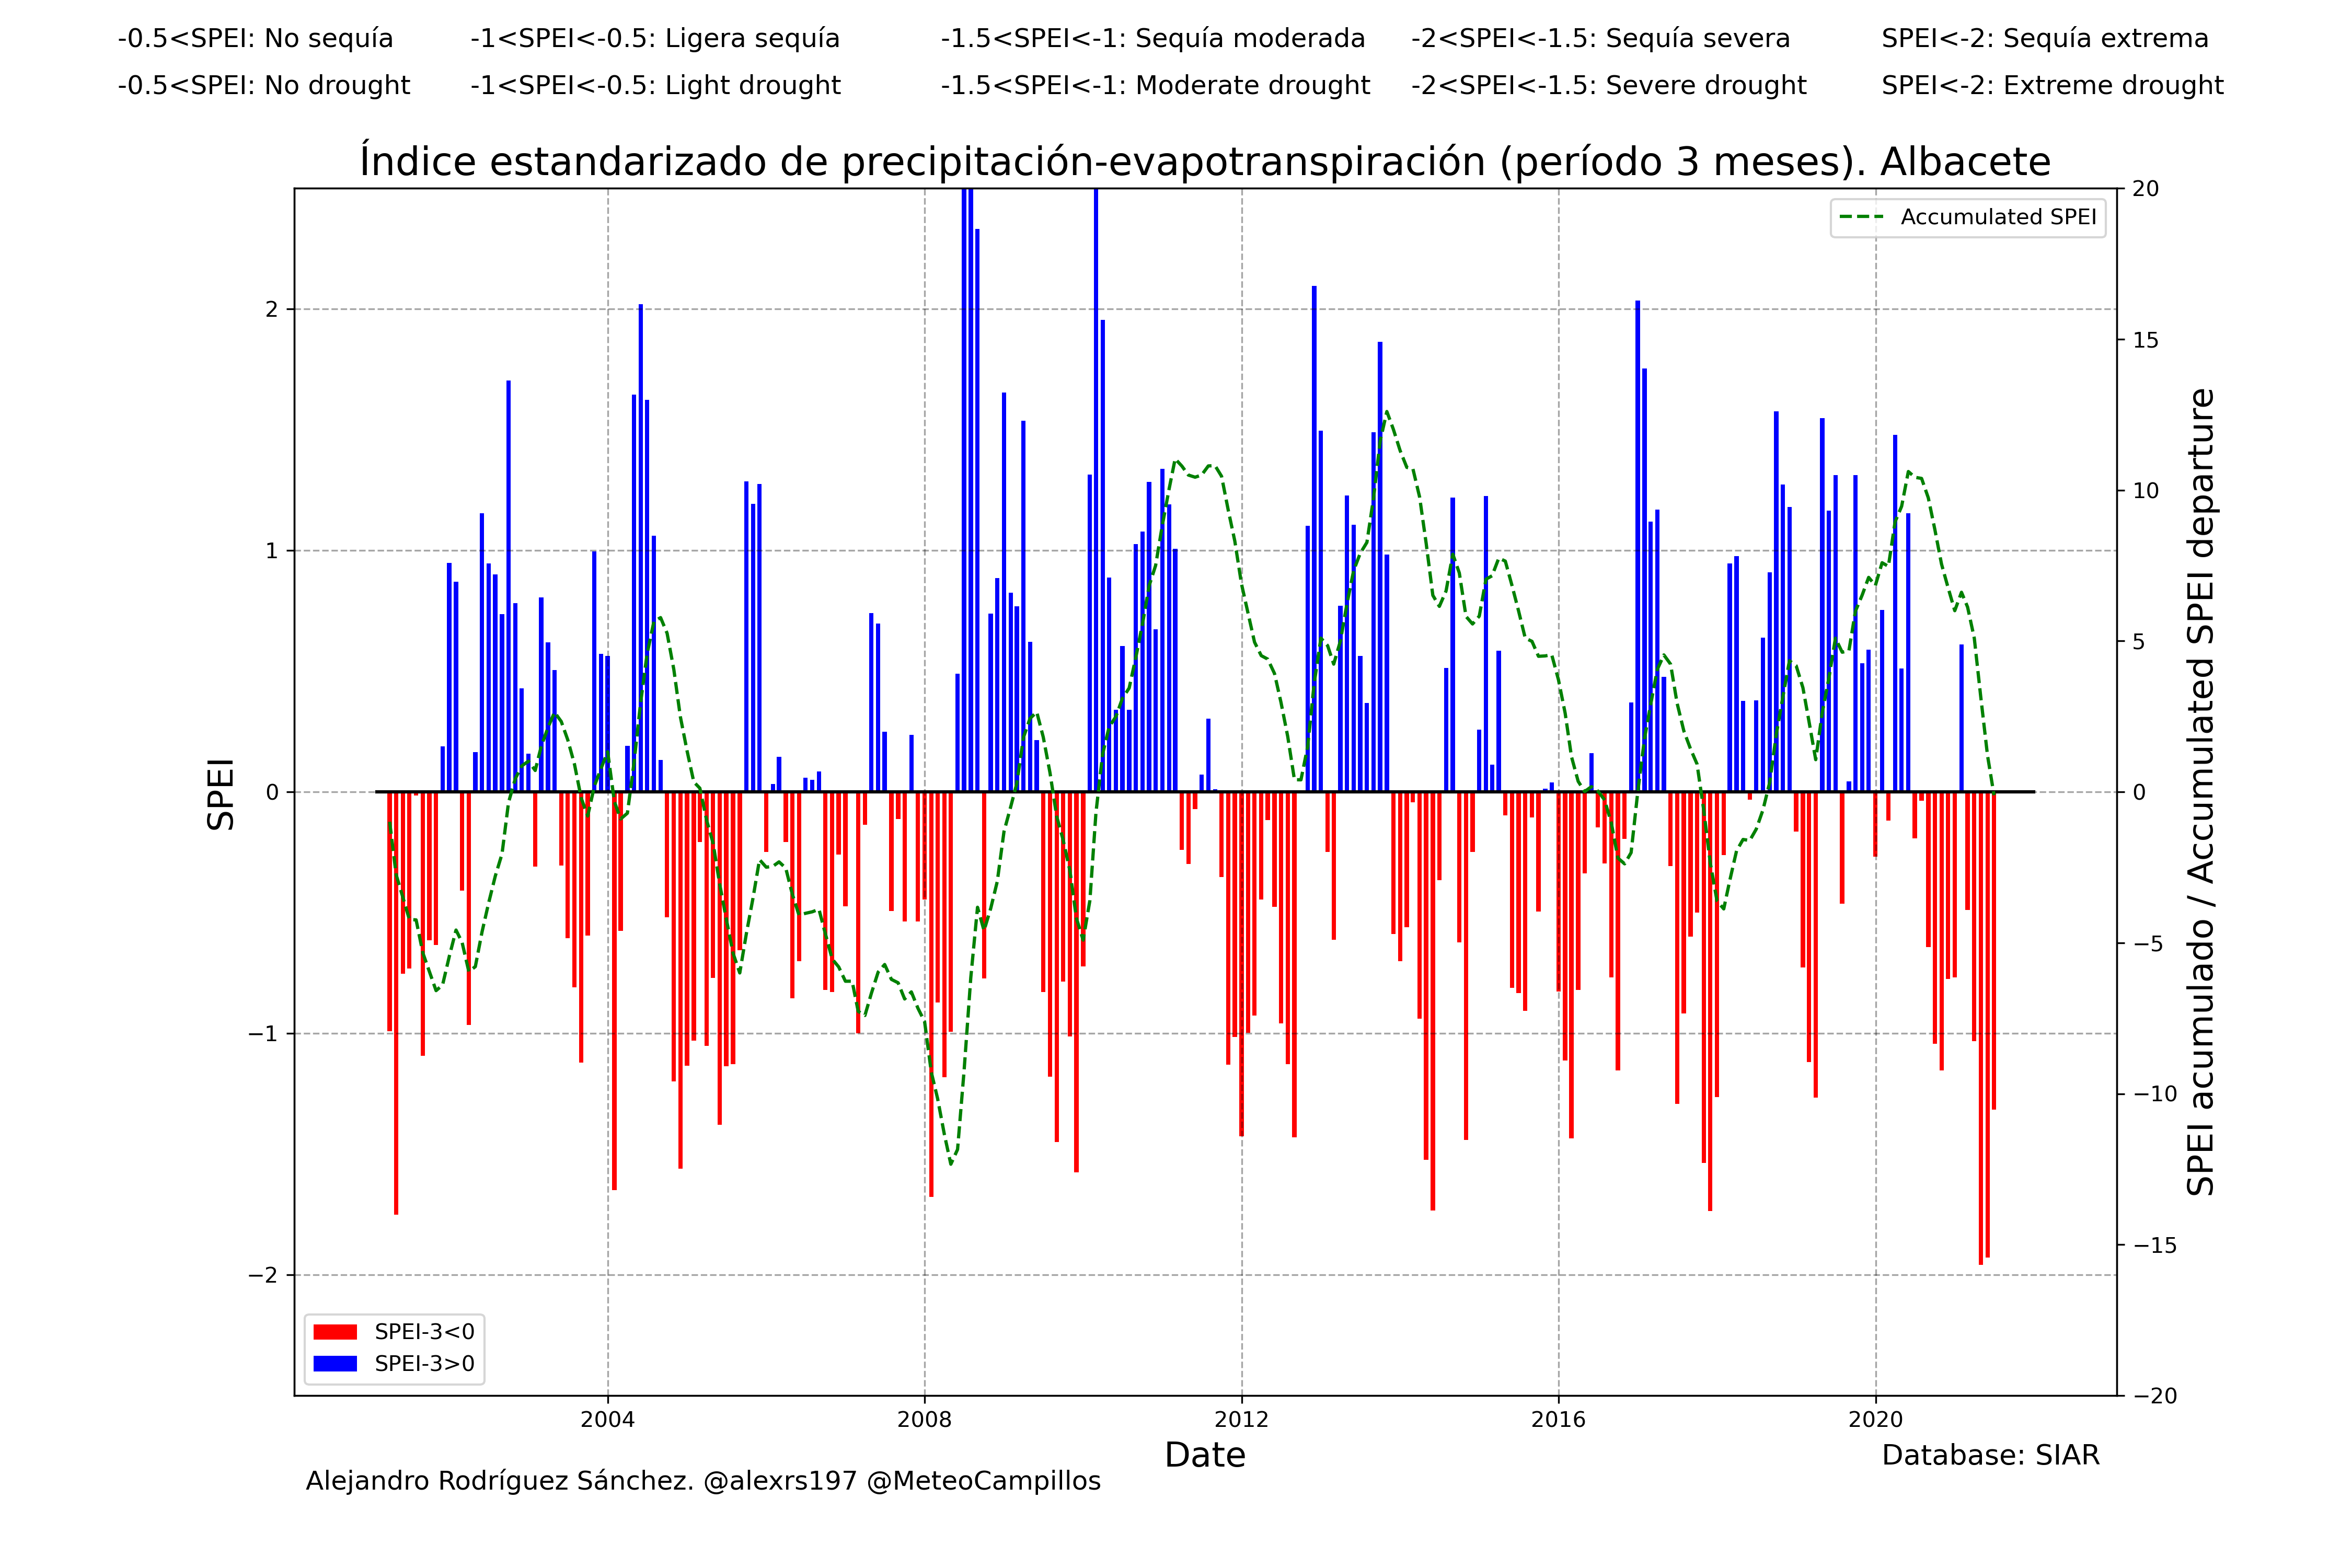 -0.5<SPEI: No sequía -1<SPEI<-0.5: Ligera sequía -1.5<SPEI<-1: Sequía moderada -2<SPEI<-1.5: Sequía severa SPEI<-2: Sequía extrema
-0.5<SPEI: No drought -1<SPEI<-0.5: Light drought -1.5<SPEI<-1: Moderate drought -2<SPEI<-1.5: Severe drought SPEI<-2: Extreme drought
Índice estandarizado de precipitación-evapotranspiración (período 3 meses). Albacete
Accumulated SPEI
SPEI
2
1
0
−1
−2
20
15
10
5
0
−5
−10
−15
−20
SPEI acumulado / Accumulated SPEI departure
SPEI-3<0
SPEI-3>0
2004 2008 2012 2016 2020
Date
Database: SIAR
Alejandro Rodríguez Sánchez. @alexrs197 @MeteoCampillos